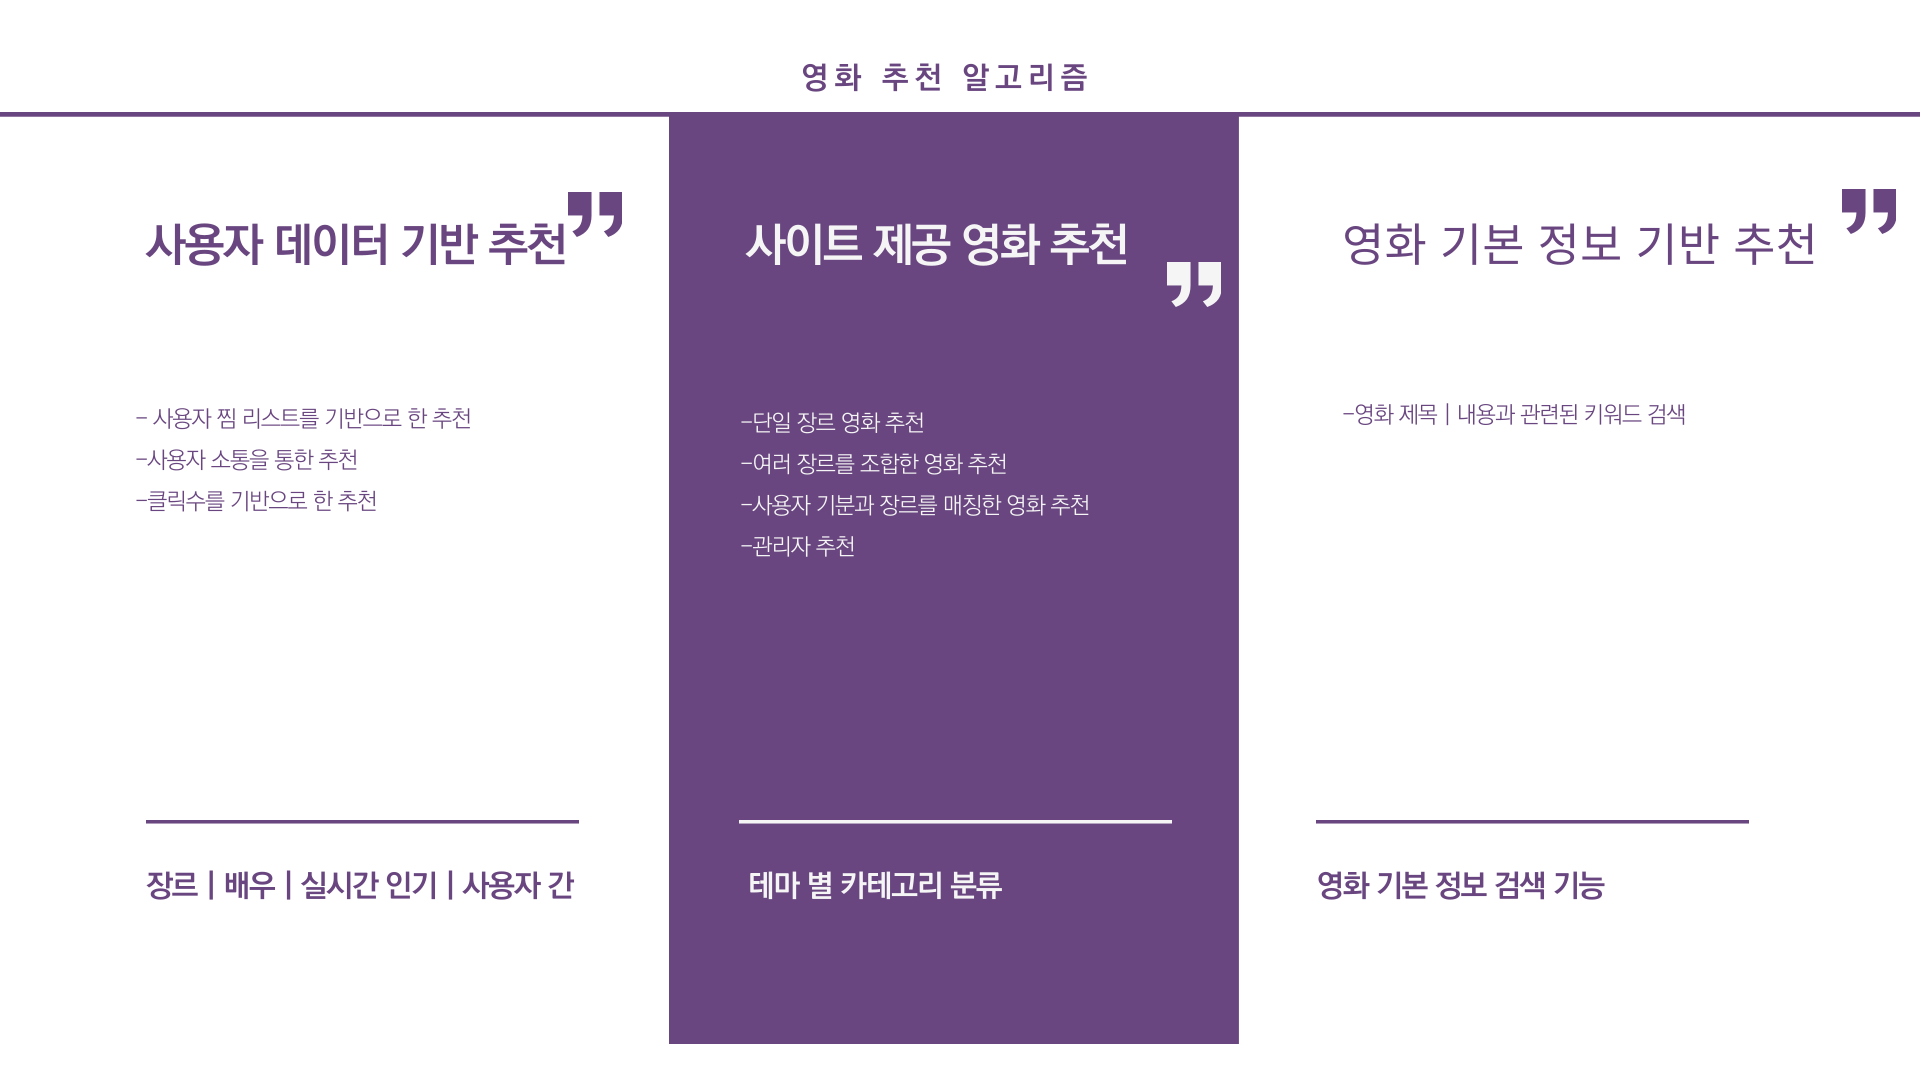 영화 추천 알고리즘
사용자 데이터 기반 추천
- 사용자 찜 리스트를 기반으로 한 추천
-사용자 소통을 통한 추천
-클릭수를 기반으로 한 추천
장르 | 배우 | 실시간 인기 | 사용자 간
사이트 제공 영화 추천
-단일 장르 영화 추천
-여러 장르를 조합한 영화 추천
-사용자 기분과 장르를 매칭한 영화 추천
-관리자 추천
테마 별 카테고리 분류
영화 기본 정보 기반 추천
-영화 제목 | 내용과 관련된 키워드 검색
영화 기본 정보 검색 기능